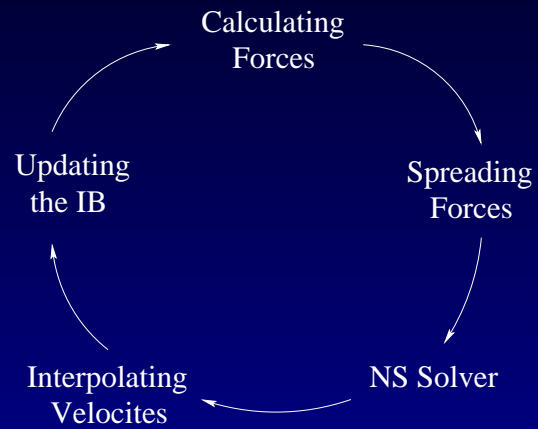 Calculating
Forces
Spreading
Forces
NS Solver
Interpolating
Velocites
Updating
the IB